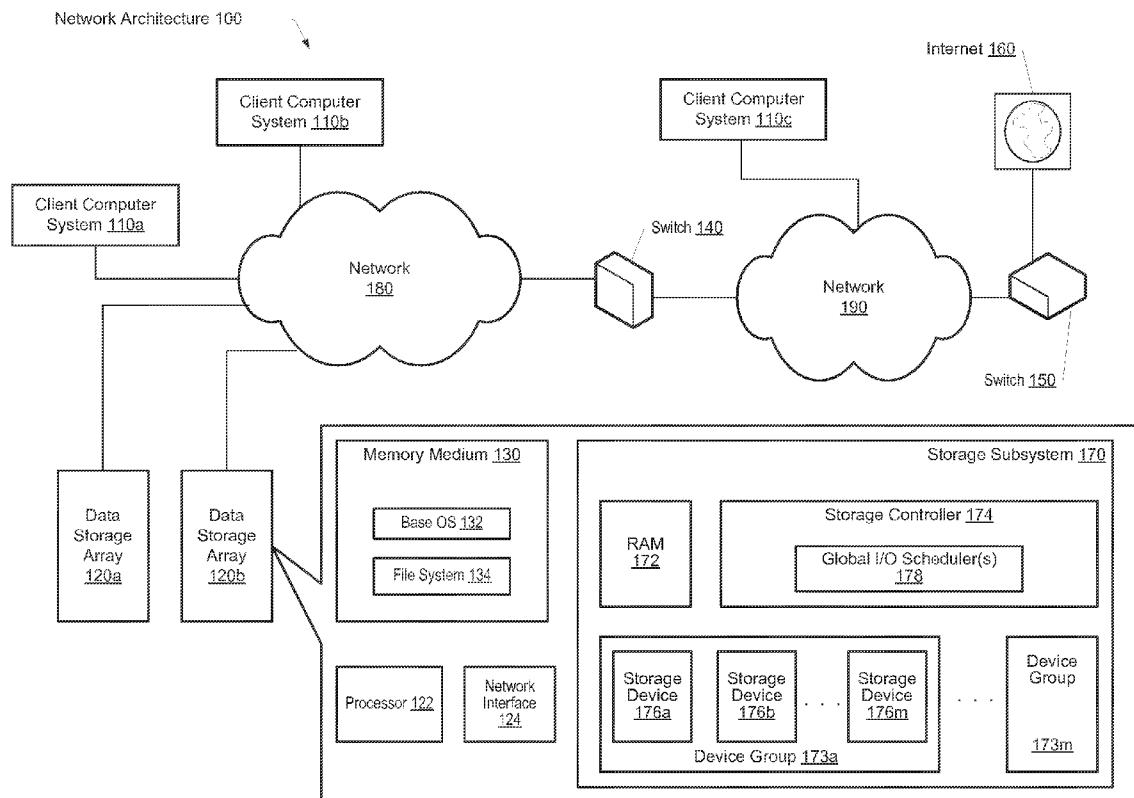 Network Architecture 100
Internet 160
Client Computer
System 110b
Client Computer
System 110c
Client Computer
System 110a
Switch 140
Network
180
Network
190
Switch 150
Data
Storage
Array
120a
Data
Storage
Array
120b
Memory Medium 130
Base OS 132
File System 134
Processor 122
Network
Interface
124
Storage Subsystem 170
RAM
172
Storage Controller 174
Global I/O Scheduler(s)
178
Storage
Device
176a
Storage
Device
176b
. . .
Storage
Device
176m
Device Group 173a
. . . .
Device
Group
173m